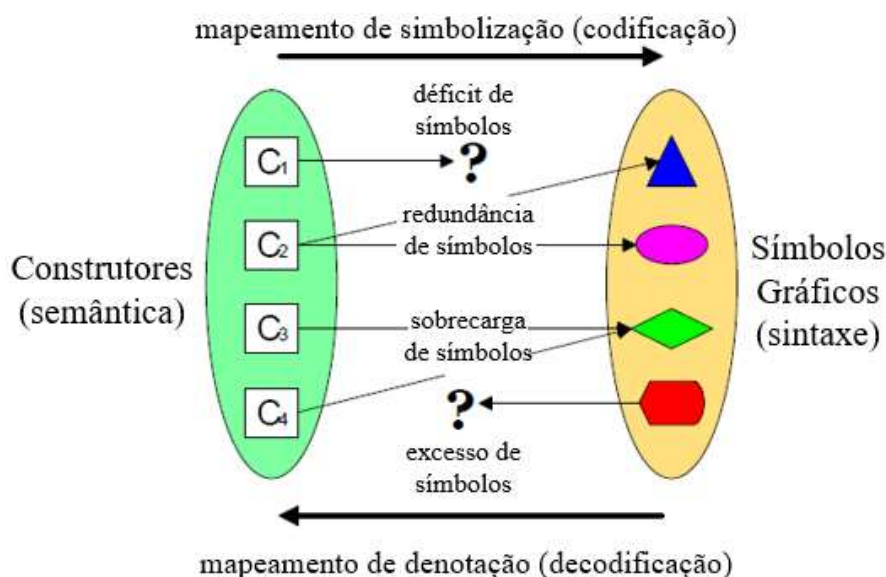 mapeamento de simbolização (codificação)
déficit de
símbolos
C1
?
redundância
de símbolos
C2
Construtores
(semântica)
Símbolos
Gráficos
(sintaxe)
sobrecarga
de símbolos
C3
C4
?
excesso de
símbolos
mapeamento de denotação (decodificação)